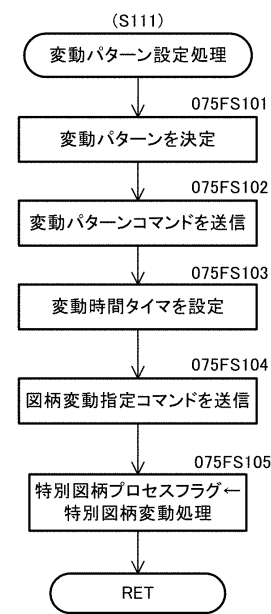 (S111)
変動パターン設定処理
075FS101
変動パターンを決定
075FS102
変動パターンコマンドを送信
075FS103
変動時間タイマを設定
075FS104
図柄変動指定コマンドを送信
075FS105
特別図柄プロセスフラグ←
特別図柄変動処理
RET